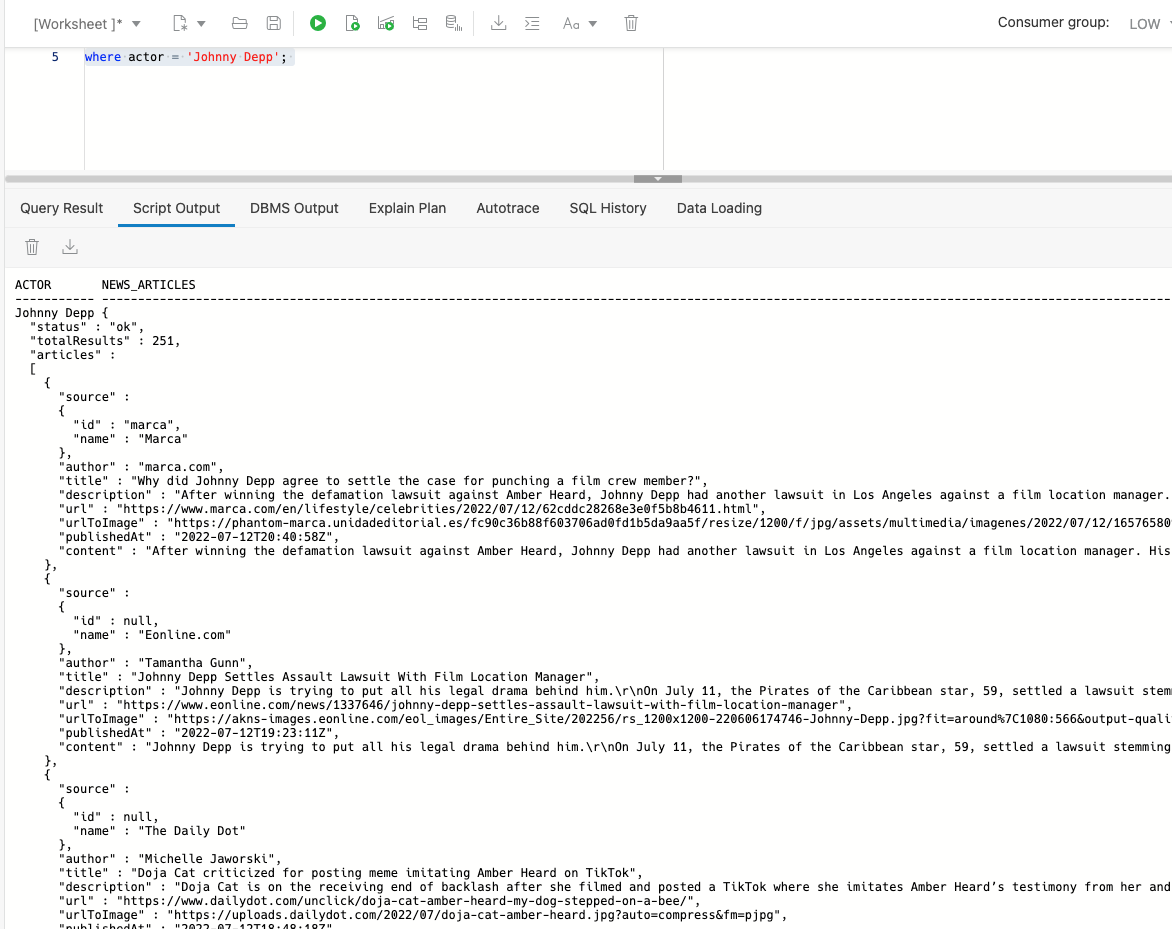 [Worksheet ]* Aa Consumer group: LOW
5 where actor = 'Johnny Depp';
Query Result Script Output DBMS Output Explain Plan Autotrace SQL History Data Loading
ACTOR NEWS_ARTICLES
Johnny Depp {
"status" : "ok",
"totalResults" : 251,
"articles" :
[
{
"source" :
{
"id" : "marca",
"name" : "Marca"
},
"author" : "marca.com",
"title" : "Why did Johnny Depp agree to settle the case for punching a film crew member?",
"description" : "After winning the defamation lawsuit against Amber Heard, Johnny Depp had another lawsuit in Los Angeles against a film location manager.
"url" : "https://www.marca.com/en/lifestyle/celebrities/2022/07/12/62cddc28268e3e0f5b8b4611.html",
"urlToImage" : "https://phantom-marca.unidadeditorial.es/fc90c36b88f603706ad0fd1b5da9aa5f/resize/1200/f/jpg/assets/multimedia/imagenes/2022/07/12/16576580
"publishedAt" : "2022-07-12T20:40:58Z",
"content" : "After winning the defamation lawsuit against Amber Heard, Johnny Depp had another lawsuit in Los Angeles against a film location manager. His
},
{
"source" :
{
"id" : null,
"name" : "Eonline.com"
},
"author" : "Tamantha Gunn",
"title" : "Johnny Depp Settles Assault Lawsuit With Film Location Manager",
"description" : "Johnny Depp is trying to put all his legal drama behind him.\r\nOn July 11, the Pirates of the Caribbean star, 59, settled a lawsuit stemm
"url" : "https://www.eonline.com/news/1337646/johnny-depp-settles-assault-lawsuit-with-film-location-manager",
"urlToImage" : "https://akns-images.eonline.com/eol_images/Entire_Site/202256/rs_1200x1200-220606174746-Johnny-Depp.jpg?fit=around%7C1080:566&output-quali
"publishedAt" : "2022-07-12T19:23:11Z",
"content" : "Johnny Depp is trying to put all his legal drama behind him.\r\nOn July 11, the Pirates of the Caribbean star, 59, settled a lawsuit stemming
},
{
"source" :
{
"id" : null,
"name" : "The Daily Dot"
},
"author" : "Michelle Jaworski",
"title" : "Doja Cat criticized for posting meme imitating Amber Heard on TikTok",
"description" : "Doja Cat is on the receiving end of backlash after she filmed and posted a TikTok where she imitates Amber Heard’s testimony from her and
"url" : "https://www.dailydot.com/unclick/doja-cat-amber-heard-my-dog-stepped-on-a-bee/",
"urlToImage" : "https://uploads.dailydot.com/2022/07/doja-cat-amber-heard.jpg?auto=compress&fm=pjpg",
"publishedAt" : "2022-07-12T18:48:18Z"